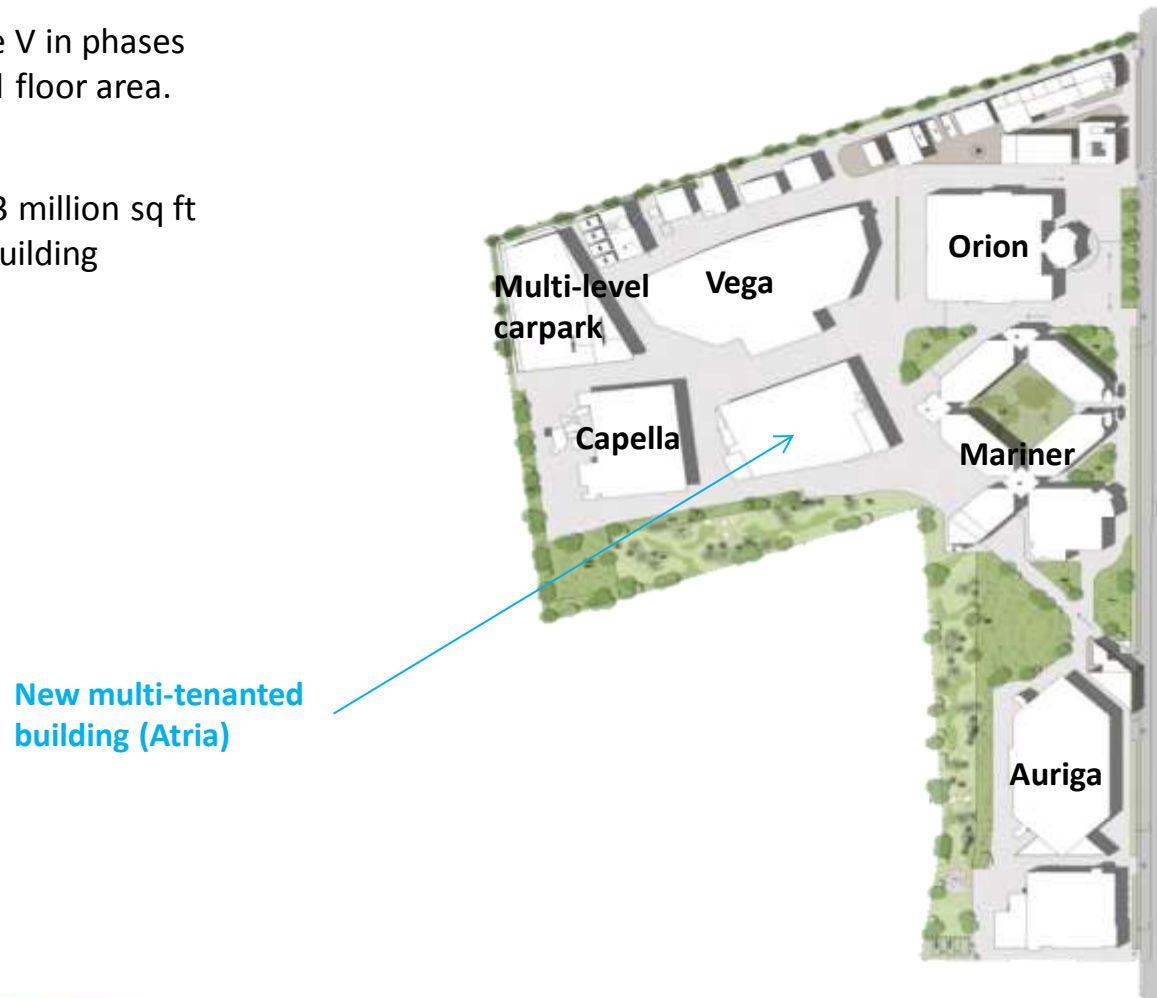 e V in phases
l floor area.
3 million sq ft
uilding
Orion
Multi-level
carpark
Vega
Capella
Mariner
New multi-tenanted
building (Atria)
Auriga